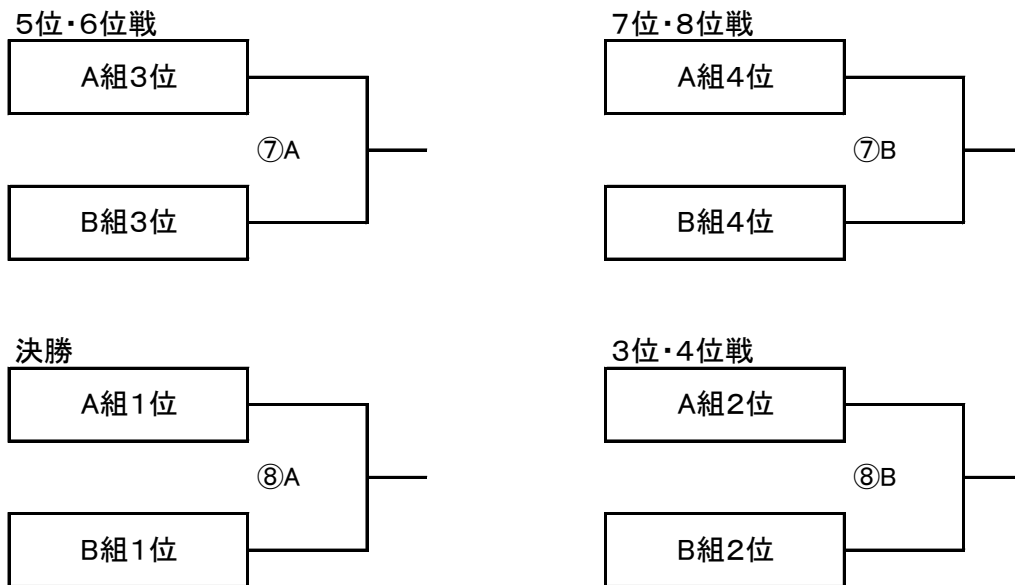 5位・6位戦
A組3位
⑦A
B組3位
7位・8位戦
A組4位
⑦B
B組4位
決勝
A組1位
⑧A
B組1位
3位・4位戦
A組2位
⑧B
B組2位